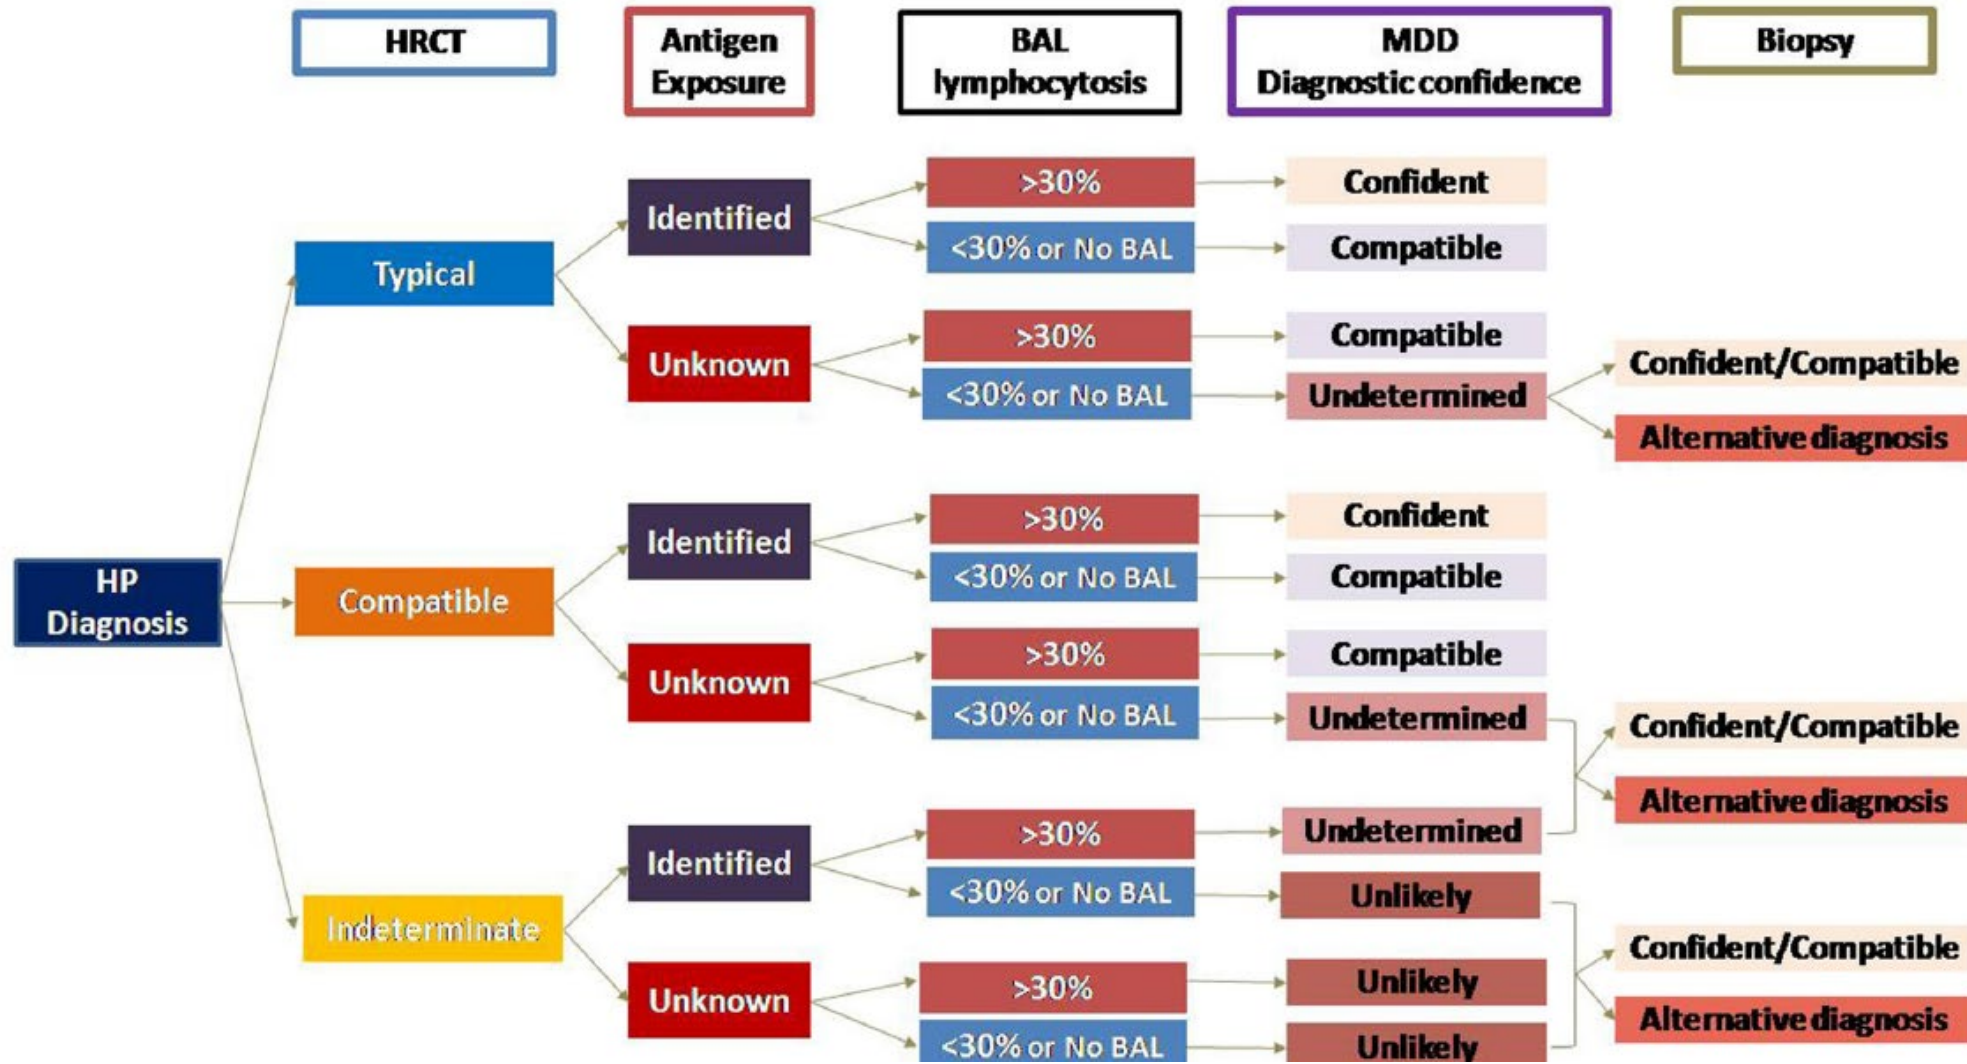 HRCT
Antigen
Exposure
BAL
lymphocytosis
MDD
Diagnostic confidence
Biopsy
HP
Diagnosis
Typical
Identified
>30%
Confident
<30% or No BAL
Compatible
Unknown
>30%
Compatible
<30% or No BAL
Undetermined
Confident/Compatible
Alternative diagnosis
Compatible
Identified
>30%
Confident
<30% or No BAL
Compatible
Unknown
>30%
Compatible
<30% or No BAL
Undetermined
Indeterminate
Identified
>30%
Undetermined
Confident/Compatible
Alternative diagnosis
<30% or No BAL
Unlikely
Unknown
>30%
Unlikely
<30% or No BAL
Unlikely
Confident/Compatible
Alternative diagnosis